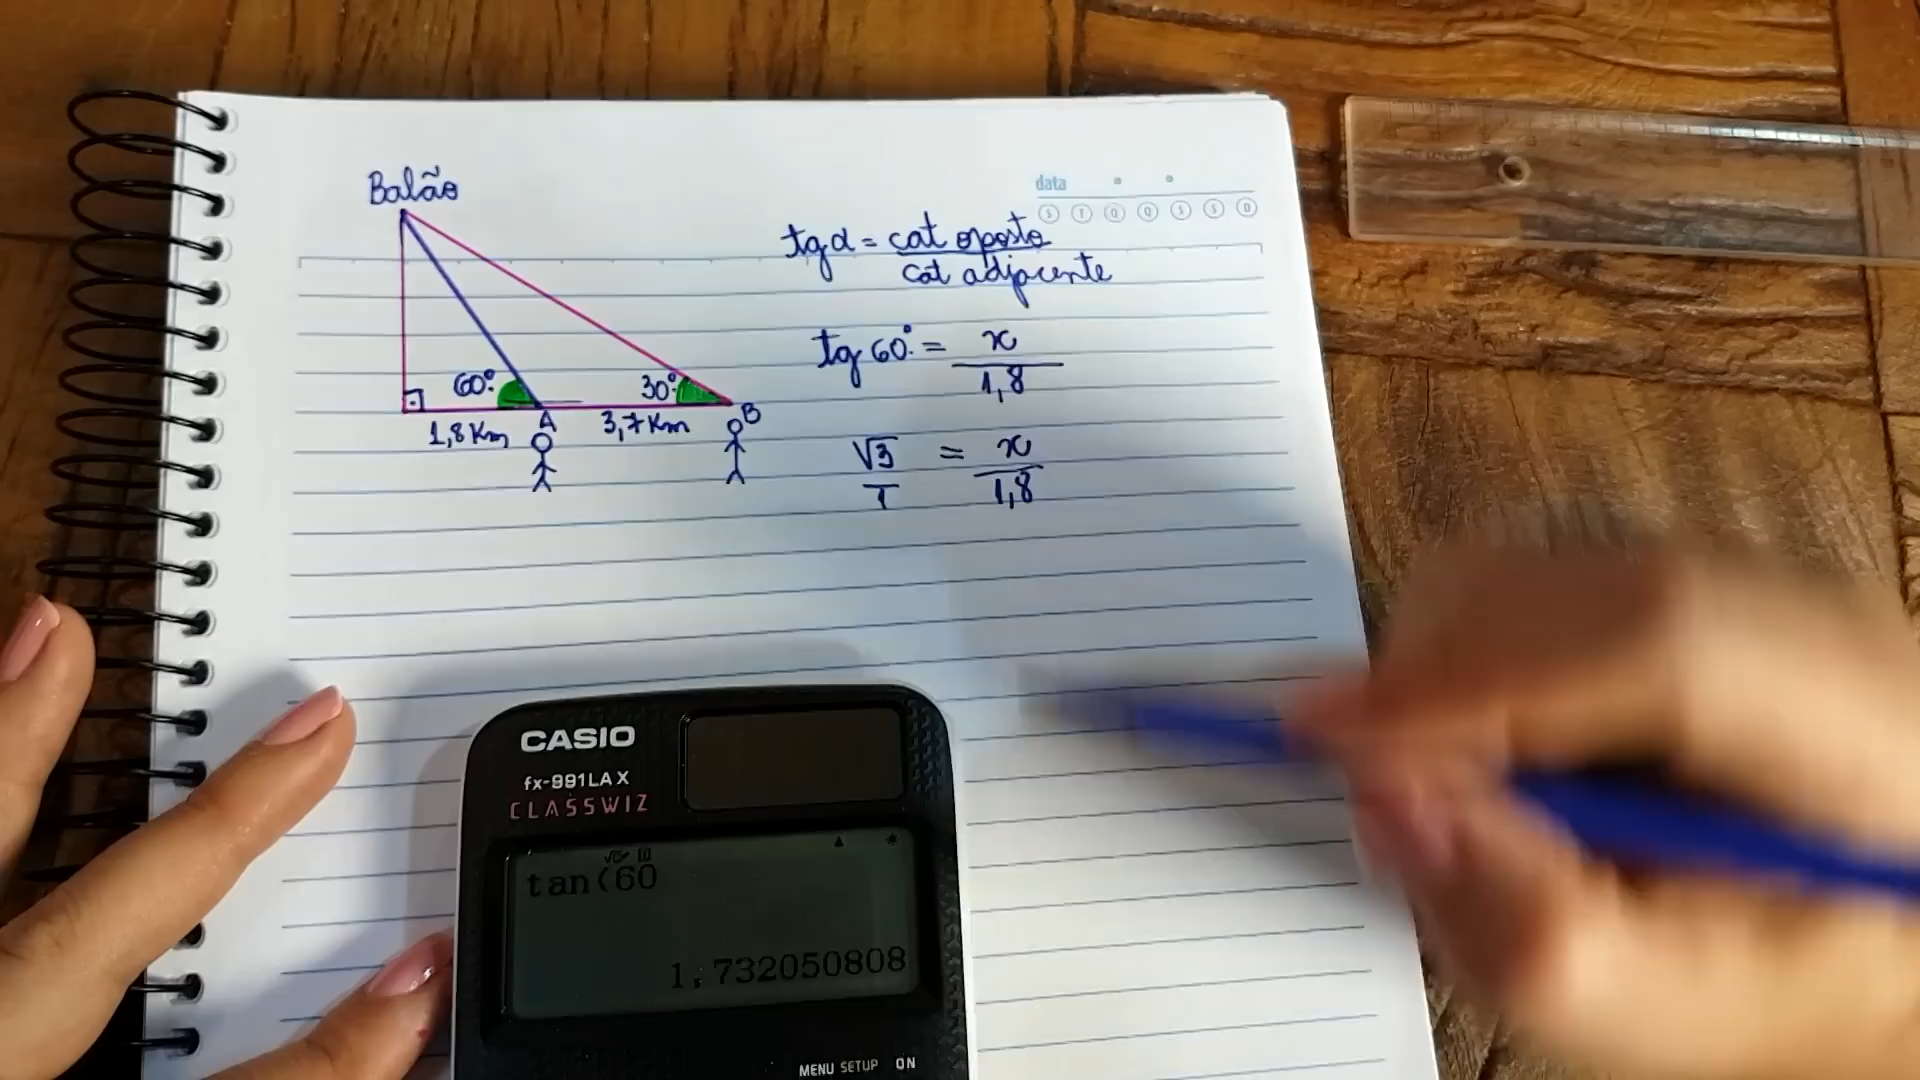 Balão
data
S T Q Q S S D
tg α = cat oposto
cat adjacente
60°
30°
A
B
1,8 Km
3,7 Km
tg 60° = x
1,8
√3 = x
1 1,8
CASIO
fx-991LA X
CLASSWIZ
tan(60
1,732050808
MENU SETUP ON